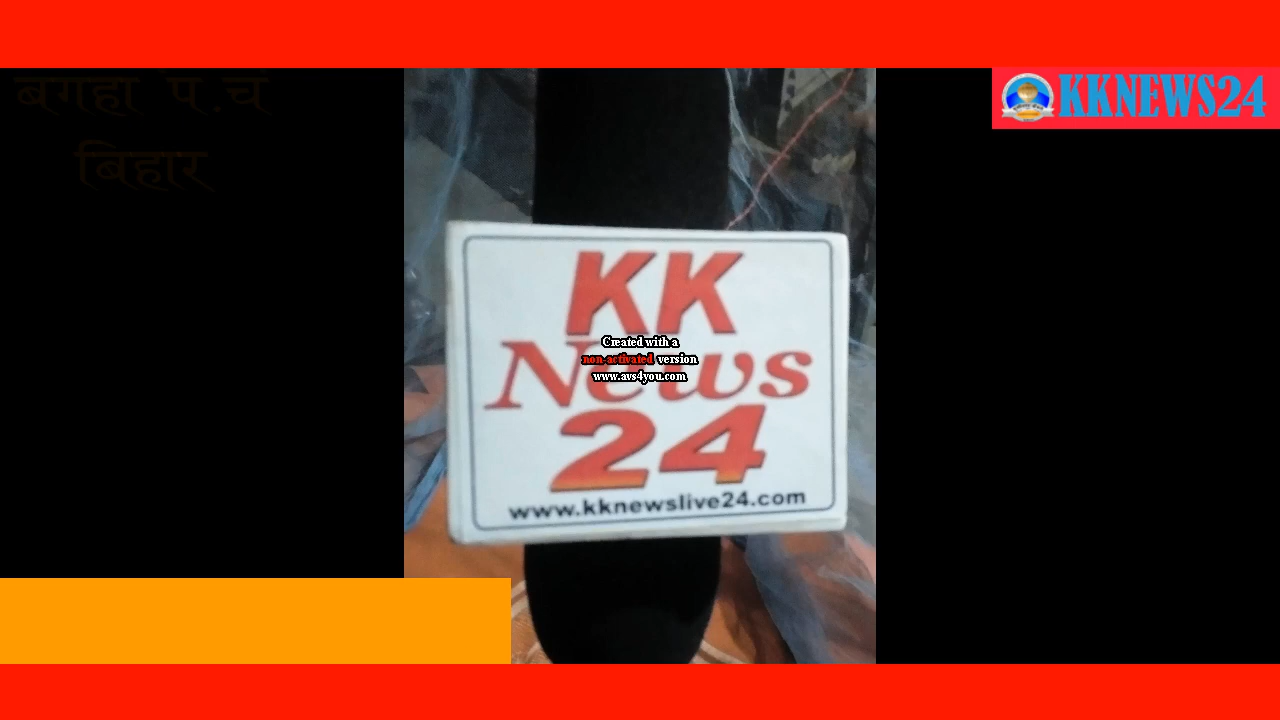 बगहा प.च
बिहार
KKNEWS24
KK
News
24
www.kknewslive24.com
Created with a
non-activated version
www.avs4you.com